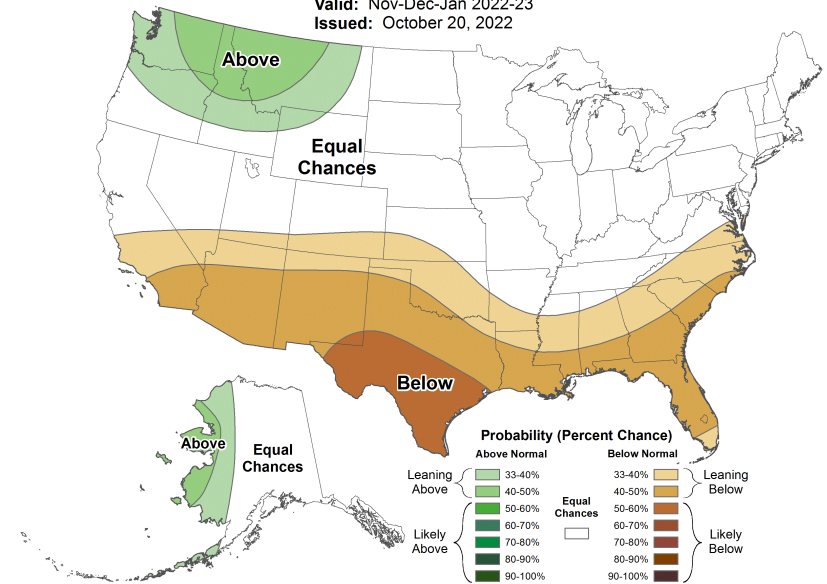 Valid: Nov-Dec-Jan 2022-23
Issued: October 20, 2022
Above
Equal
Chances
Below
Above
Equal
Chances
Probability (Percent Chance)
Above Normal
Below Normal
Leaning
Above
33-40%
40-50%
Likely
Above
50-60%
60-70%
70-80%
80-90%
90-100%
Equal
Chances
33-40%
40-50%
Leaning
Below
50-60%
60-70%
70-80%
80-90%
90-100%
Likely
Below